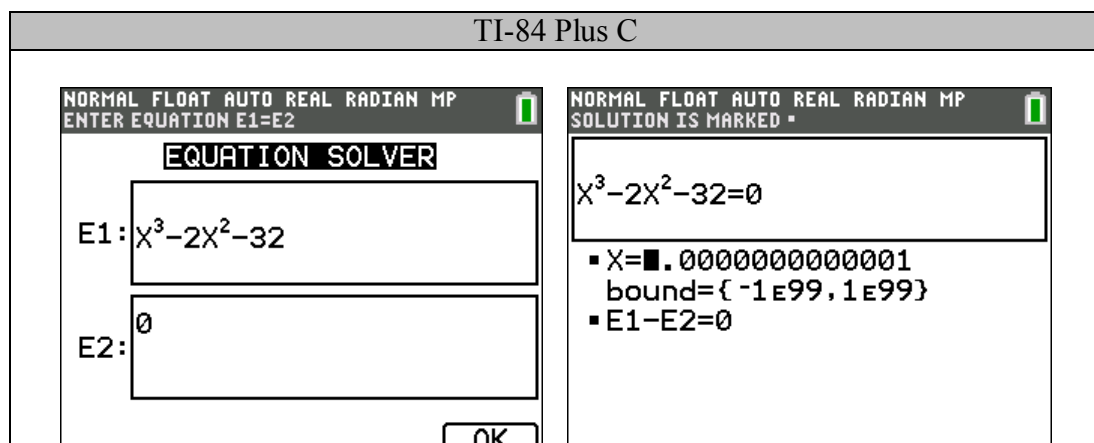 TI-84 Plus C
NORMAL FLOAT AUTO REAL RADIAN MP
ENTER EQUATION E1=E2
EQUATION SOLVER
E1: X³-2X²-32
E2: 0
OK
NORMAL FLOAT AUTO REAL RADIAN MP
SOLUTION IS MARKED ▪
X³-2X²-32=0
▪X=█.0000000000001
bound={-1ᴇ99,1ᴇ99}
▪E1-E2=0